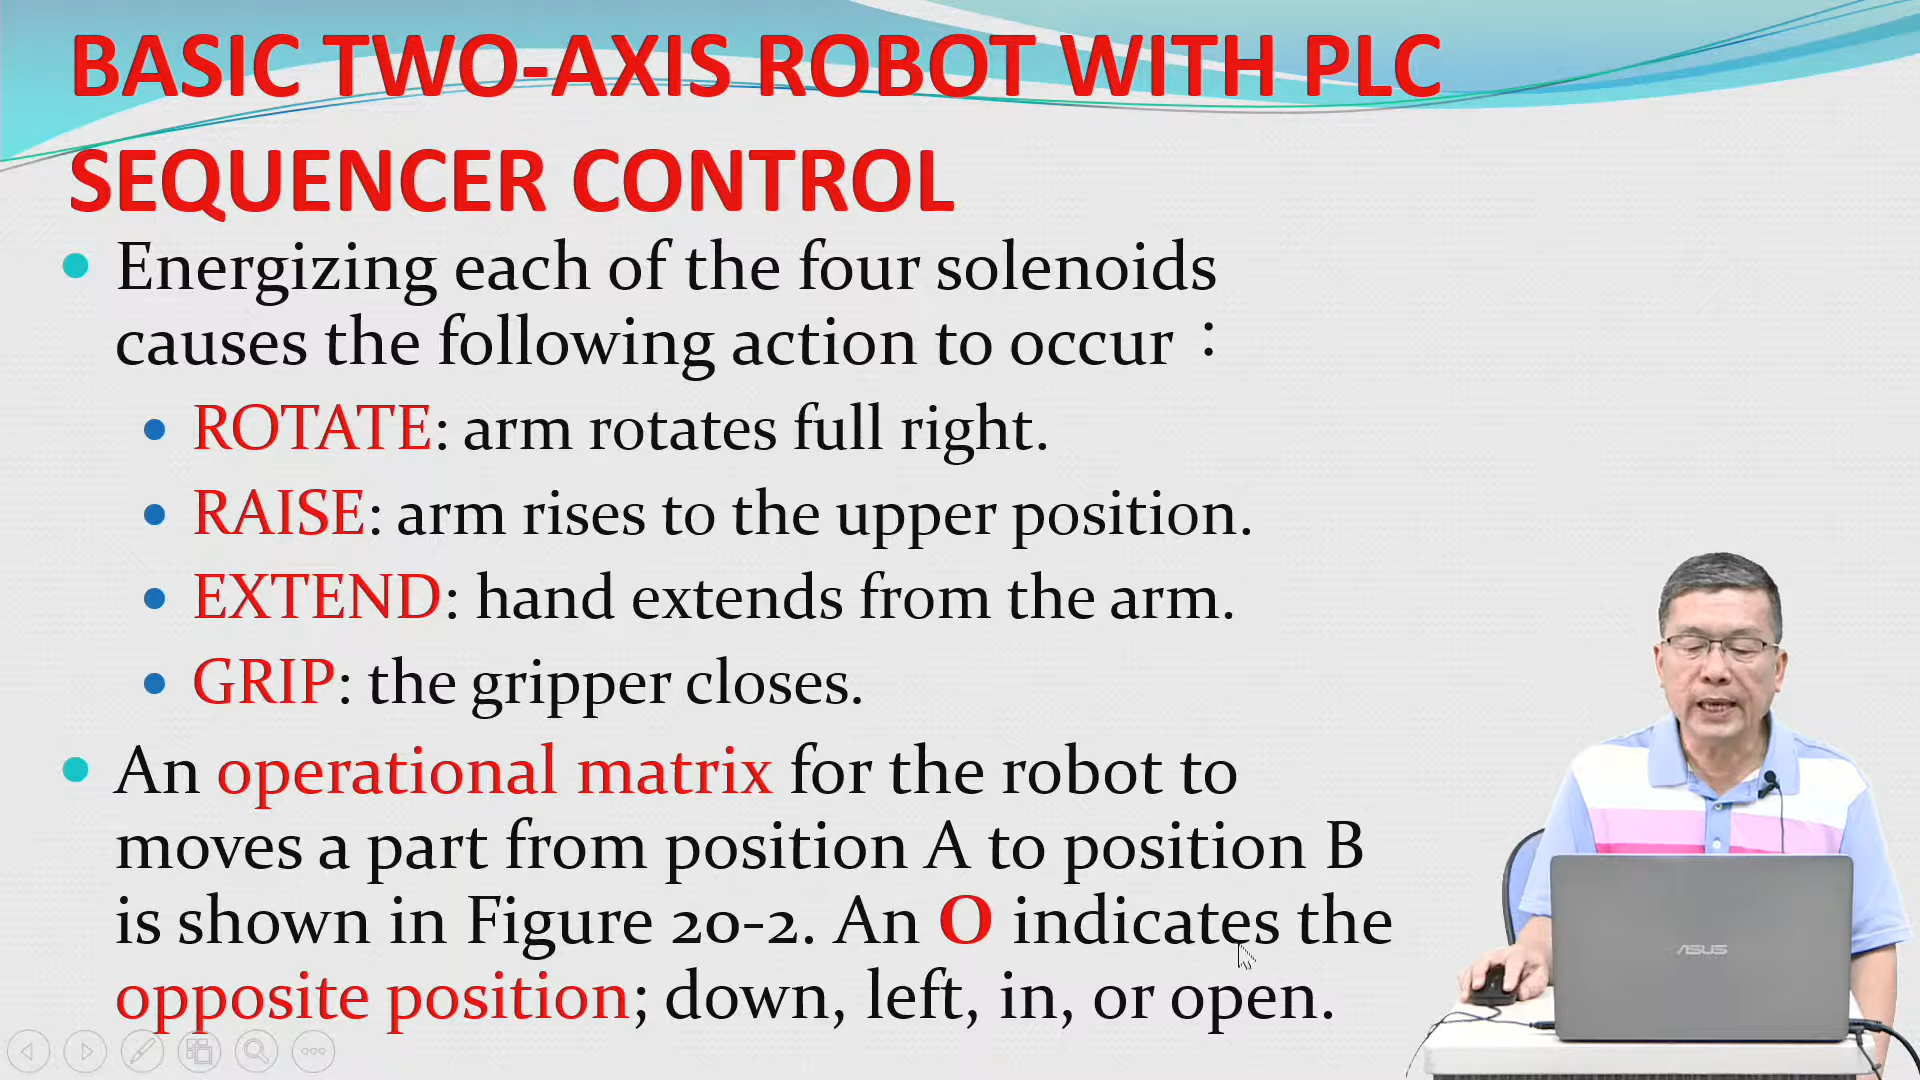 BASIC TWO-AXIS ROBOT WITH PLC
SEQUENCER CONTROL
Energizing each of the four solenoids
causes the following action to occur：
ROTATE: arm rotates full right.
RAISE: arm rises to the upper position.
EXTEND: hand extends from the arm.
GRIP: the gripper closes.
An operational matrix for the robot to
moves a part from position A to position B
is shown in Figure 20-2. An O indicates the
opposite position; down, left, in, or open.
ASUS